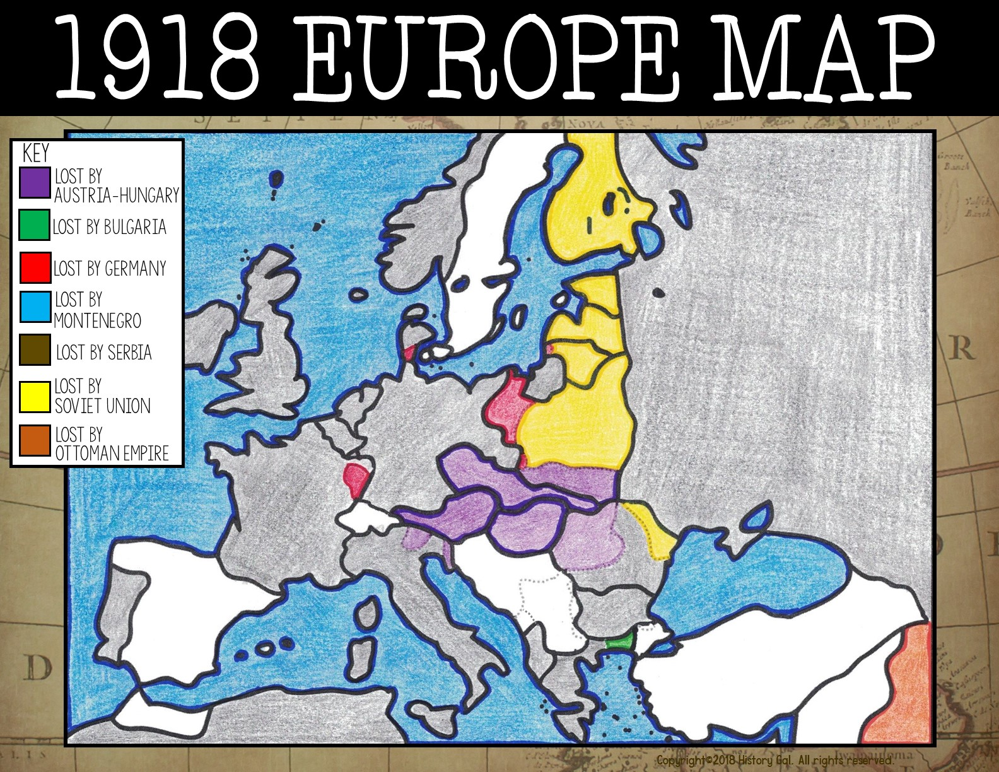 1918 EUROPE MAP
KEY
LOST BY
AUSTRIA-HUNGARY
LOST BY BULGARIA
LOST BY GERMANY
LOST BY
MONTENEGRO
LOST BY SERBIA
LOST BY
SOVIET UNION
LOST BY
OTTOMAN EMPIRE
NOVA
R
D
Copyright©2018 History Gal. All rights reserved.